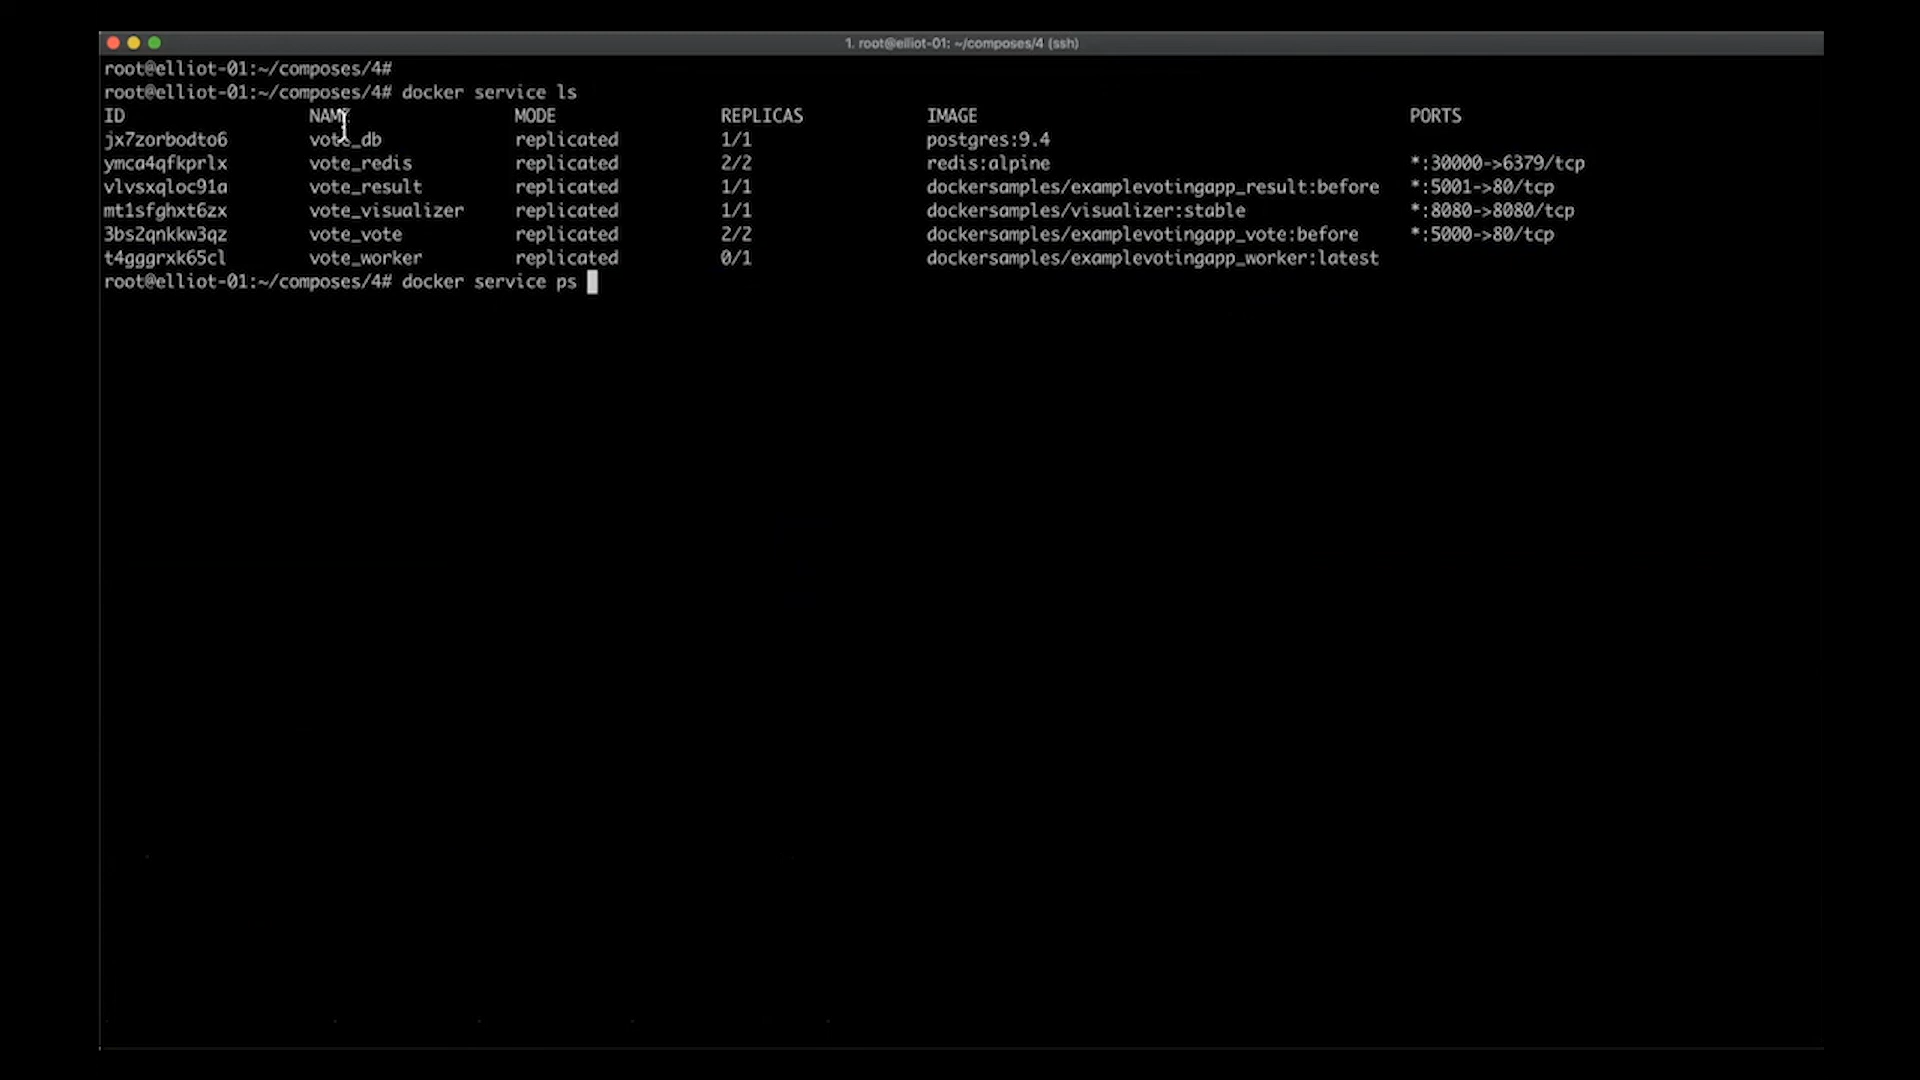 1. root@elliot-01: ~/composes/4 (ssh)
root@elliot-01:~/composes/4#
root@elliot-01:~/composes/4# docker service ls
ID NAME MODE REPLICAS IMAGE PORTS
jx7zorbodto6 vote_db replicated 1/1 postgres:9.4
ymca4qfkprlx vote_redis replicated 2/2 redis:alpine *:30000->6379/tcp
vlvsxqloc91a vote_result replicated 1/1 dockersamples/examplevotingapp_result:before *:5001->80/tcp
mt1sfghxt6zx vote_visualizer replicated 1/1 dockersamples/visualizer:stable *:8080->8080/tcp
3bs2qnkkw3qz vote_vote replicated 2/2 dockersamples/examplevotingapp_vote:before *:5000->80/tcp
t4gggrxk65cl vote_worker replicated 0/1 dockersamples/examplevotingapp_worker:latest
root@elliot-01:~/composes/4# docker service ps